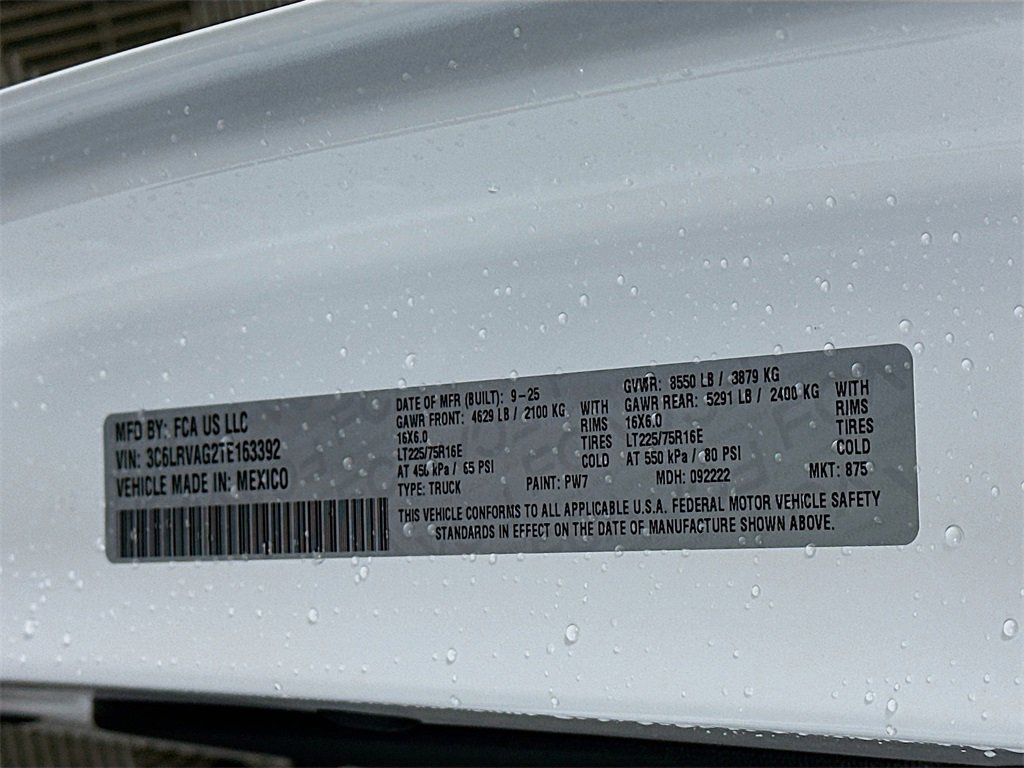 MFD BY: FCA US LLC
VIN: 3C6LRVAG2TE163392
VEHICLE MADE IN: MEXICO
DATE OF MFR (BUILT): 9-25
GAWR FRONT: 4629 LB / 2100 KG
16X6.0
LT225/75R16E
AT 450 kPa / 65 PSI
WITH
RIMS
TIRES
COLD
TYPE: TRUCK PAINT: PW7
GVWR: 8550 LB / 3879 KG
GAWR REAR: 5291 LB / 2400 KG
16X6.0
LT225/75R16E
AT 550 kPa / 80 PSI
WITH
RIMS
TIRES
COLD
MDH: 092222 MKT: 875
THIS VEHICLE CONFORMS TO ALL APPLICABLE U.S.A. FEDERAL MOTOR VEHICLE SAFETY
STANDARDS IN EFFECT ON THE DATE OF MANUFACTURE SHOWN ABOVE.